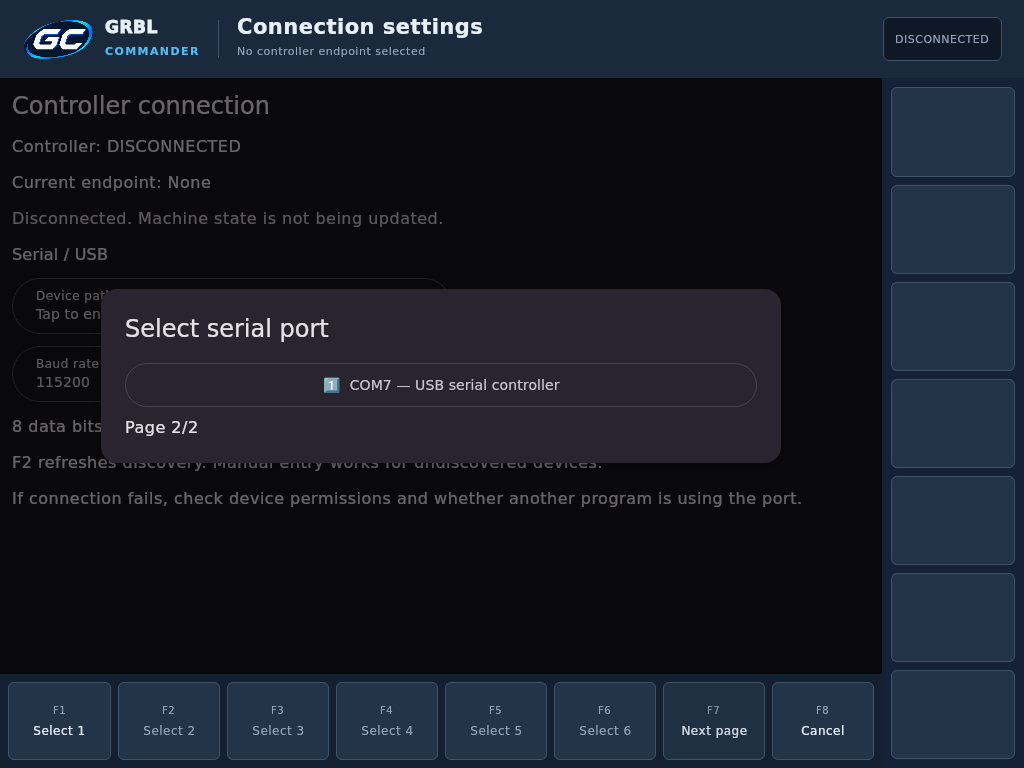 GC
GRBL
COMMANDER
Connection settings
No controller endpoint selected
DISCONNECTED
Controller connection
Controller: DISCONNECTED
Current endpoint: None
Disconnected. Machine state is not being updated.
Serial / USB
Device
Tap to
Select serial port
1 COM7 — USB serial controller
Page 2/2
Baud rate
115200
8 data bits
F2 refreshes discovery. Manual entry works for undiscovered devices.
If connection fails, check device permissions and whether another program is using the port.
F1
Select 1
F2
Select 2
F3
Select 3
F4
Select 4
F5
Select 5
F6
Select 6
F7
Next page
F8
Cancel